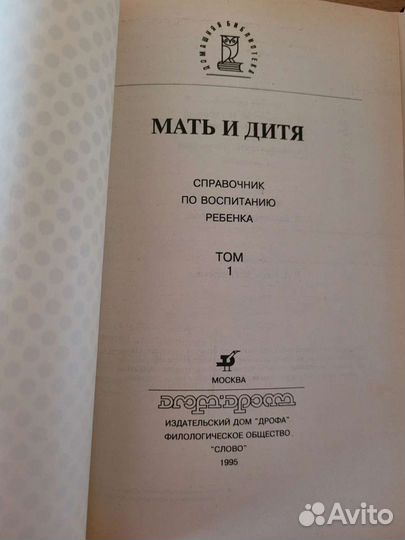 ДОМАШНЯЯ БИБЛИОТЕКА
МАТЬ И ДИТЯ
СПРАВОЧНИК
ПО ВОСПИТАНИЮ
РЕБЕНКА
ТОМ
1
МОСКВА
ДРОФА·ДРОФА
ИЗДАТЕЛЬСКИЙ ДОМ "ДРОФА"
ФИЛОЛОГИЧЕСКОЕ ОБЩЕСТВО
"СЛОВО"
1995
Avito